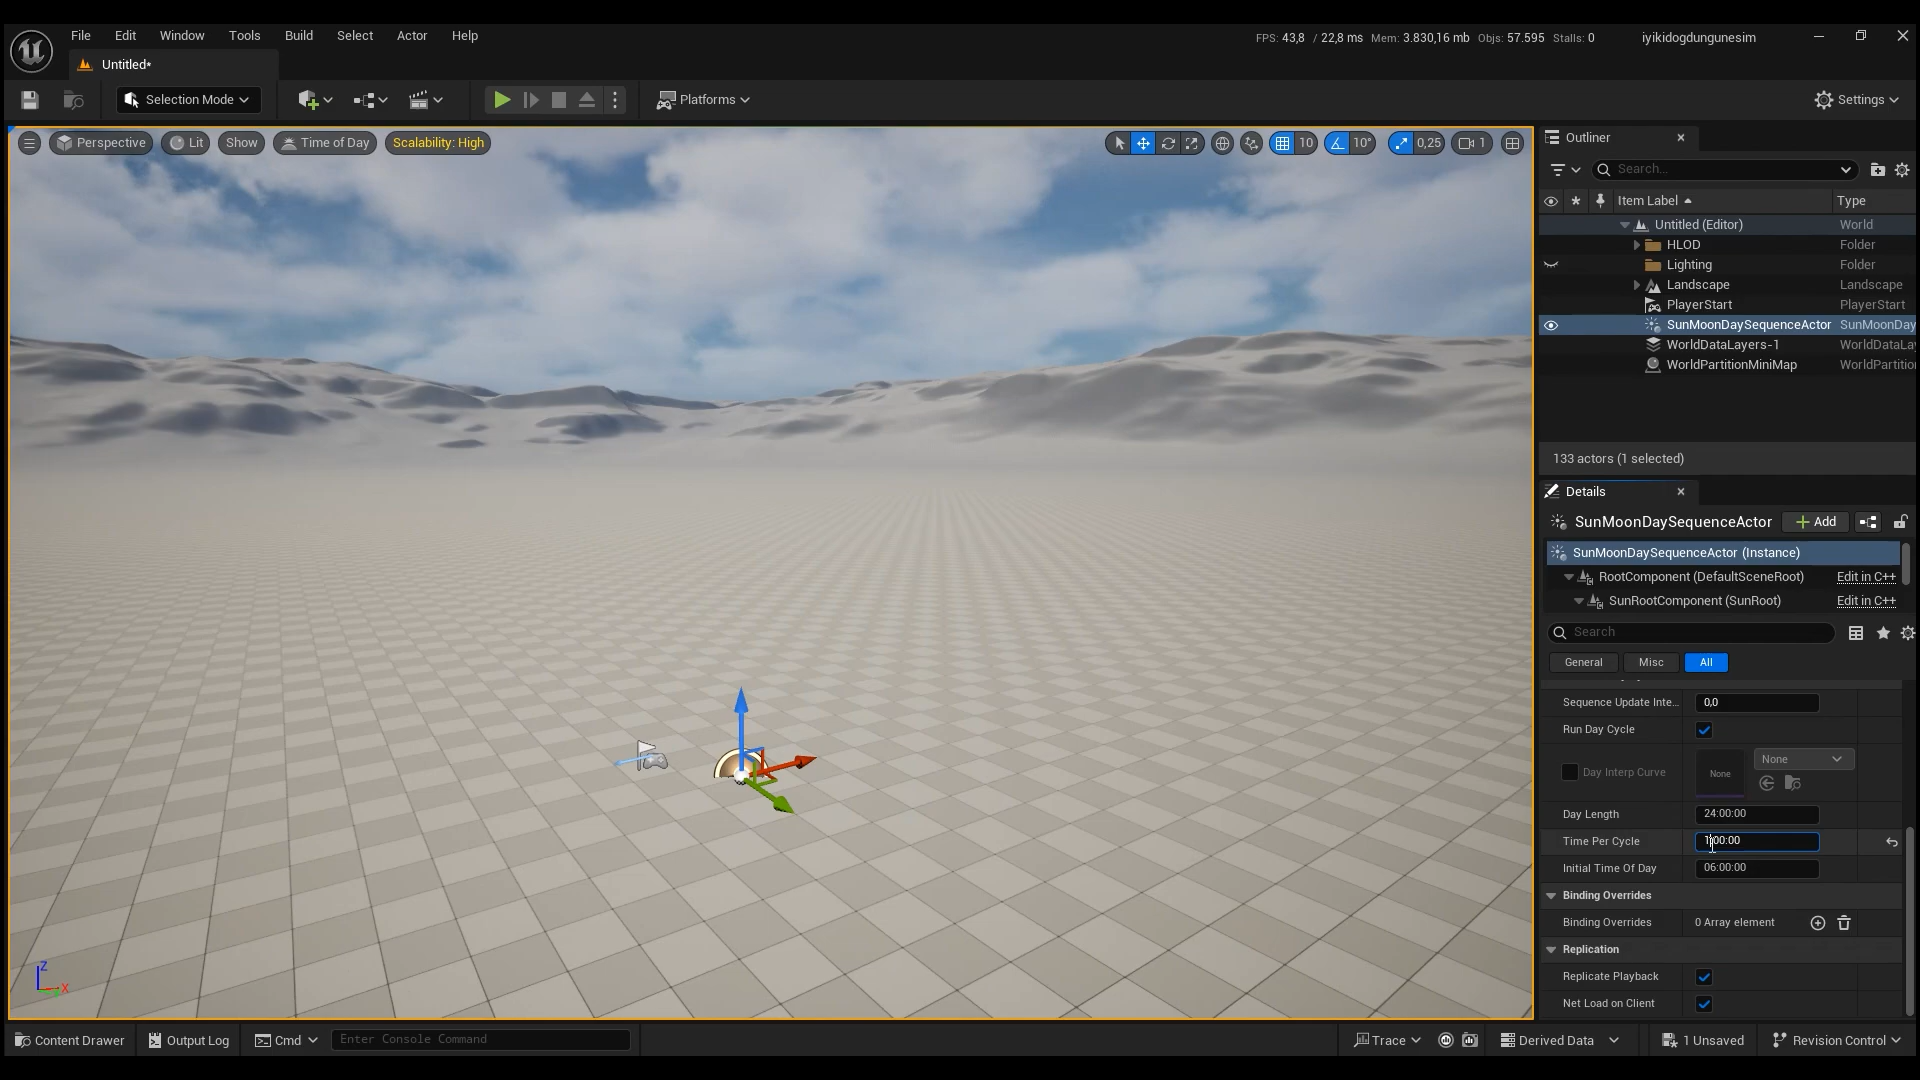 File Edit Window Tools Build Select Actor Help
FPS: 43,8 / 22,8 ms Mem: 3.830,16 mb Objs: 57.595 Stalls: 0 iyikidogdungunesim
Untitled*
Selection Mode Platforms Settings
Perspective Lit Show Time of Day Scalability: High 10 10° 0,25 1
Outliner
Search...
Item Label Type
Untitled (Editor) World
HLOD Folder
Lighting Folder
Landscape Landscape
PlayerStart PlayerStart
SunMoonDaySequenceActor SunMoonDay
WorldDataLayers-1 WorldDataLa
WorldPartitionMiniMap WorldPartitio
133 actors (1 selected)
Details
SunMoonDaySequenceActor Add
SunMoonDaySequenceActor (Instance)
RootComponent (DefaultSceneRoot) Edit in C++
SunRootComponent (SunRoot) Edit in C++
Search
General Misc All
Sequence Update Inte... 0,0
Run Day Cycle
None
Day Interp Curve None
Day Length 24:00:00
Time Per Cycle
Initial Time Of Day 06:00:00
Binding Overrides
Binding Overrides 0 Array element
Replication
Replicate Playback
Net Load on Client
Z
X
Content Drawer Output Log Cmd Enter Console Command Trace Derived Data 1 Unsaved Revision Control